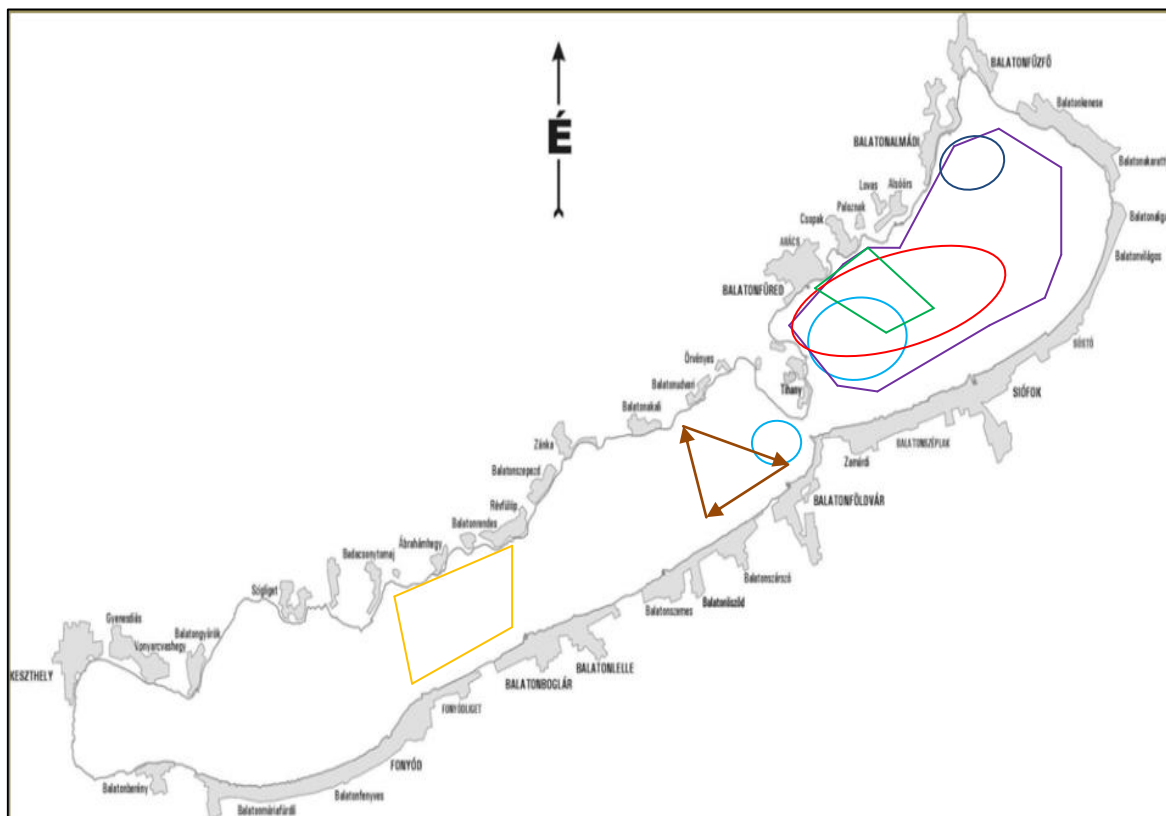 É
BALATONFŰZFŐ
Balatonkenese
BALATONALMÁDI
Balatonakaratt
Lovas
Alsóörs
Paloznak
Csopak
Balatonalig
ARÁCS
Balatonvilágos
BALATONFÜRED
SÓSTÓ
Örvényes
Tihany
Balatonudvari
SIÓFOK
Balatonakali
BALATONSZÉPLAK
Zánka
Zamárdi
Balatonszepezd
BALATONFÖLDVÁR
Révfülöp
Balatonrendes
Ábrahámhegy
Badacsonytomaj
Balatonszárszó
Szigliget
Balatonőszöd
Balatonszemes
Gyenesdiás
Balatongyörök
Vonyarcvashegy
BALATONLELLE
KESZTHELY
BALATONBOGLÁR
FONYÓDLIGET
FONYÓD
Balatonberény
Balatonfenyves
Balatonmáriafürdő